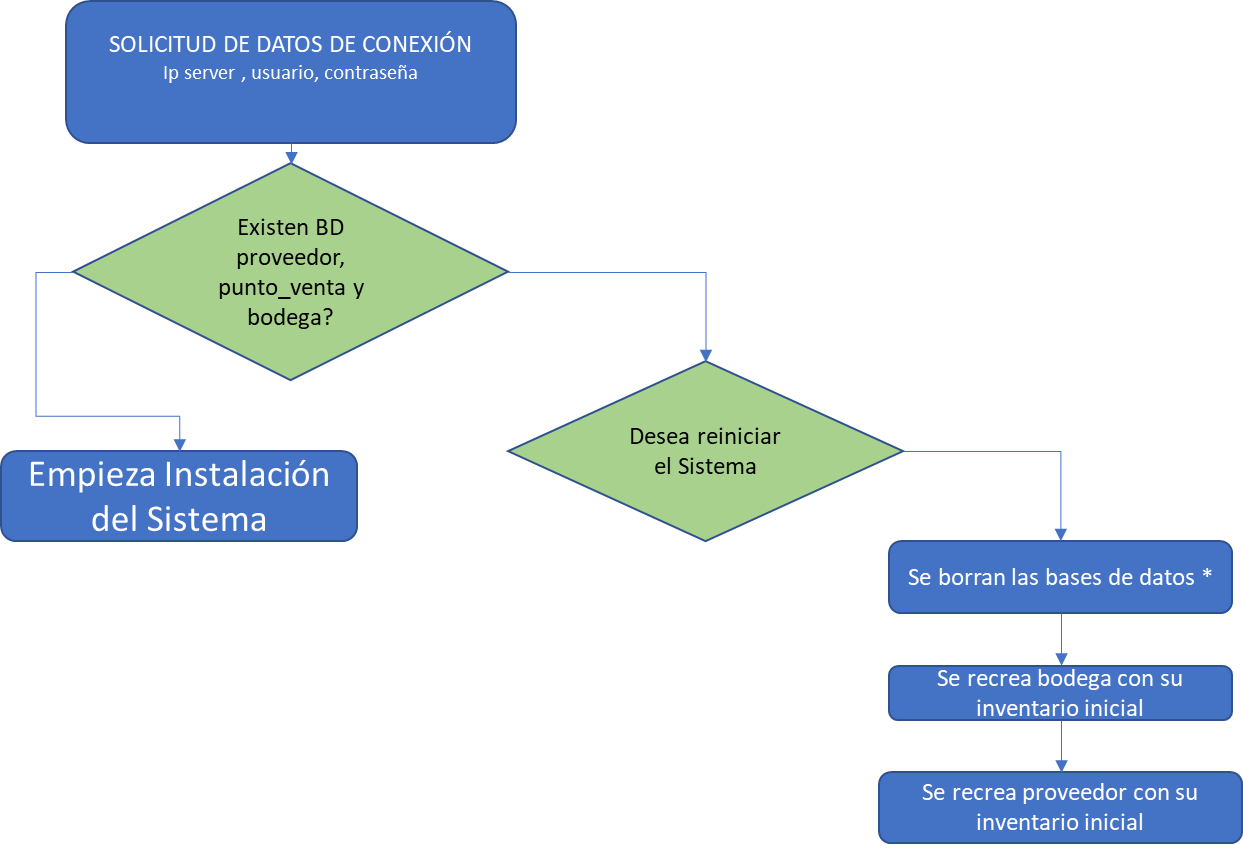 SOLICITUD DE DATOS DE CONEXIÓN
Ip server , usuario, contraseña
Existen BD
proveedor,
punto_venta y
bodega?
Empieza Instalación
del Sistema
Desea reiniciar
el Sistema
Se borran las bases de datos *
Se recrea bodega con su
inventario inicial
Se recrea proveedor con su
inventario inicial